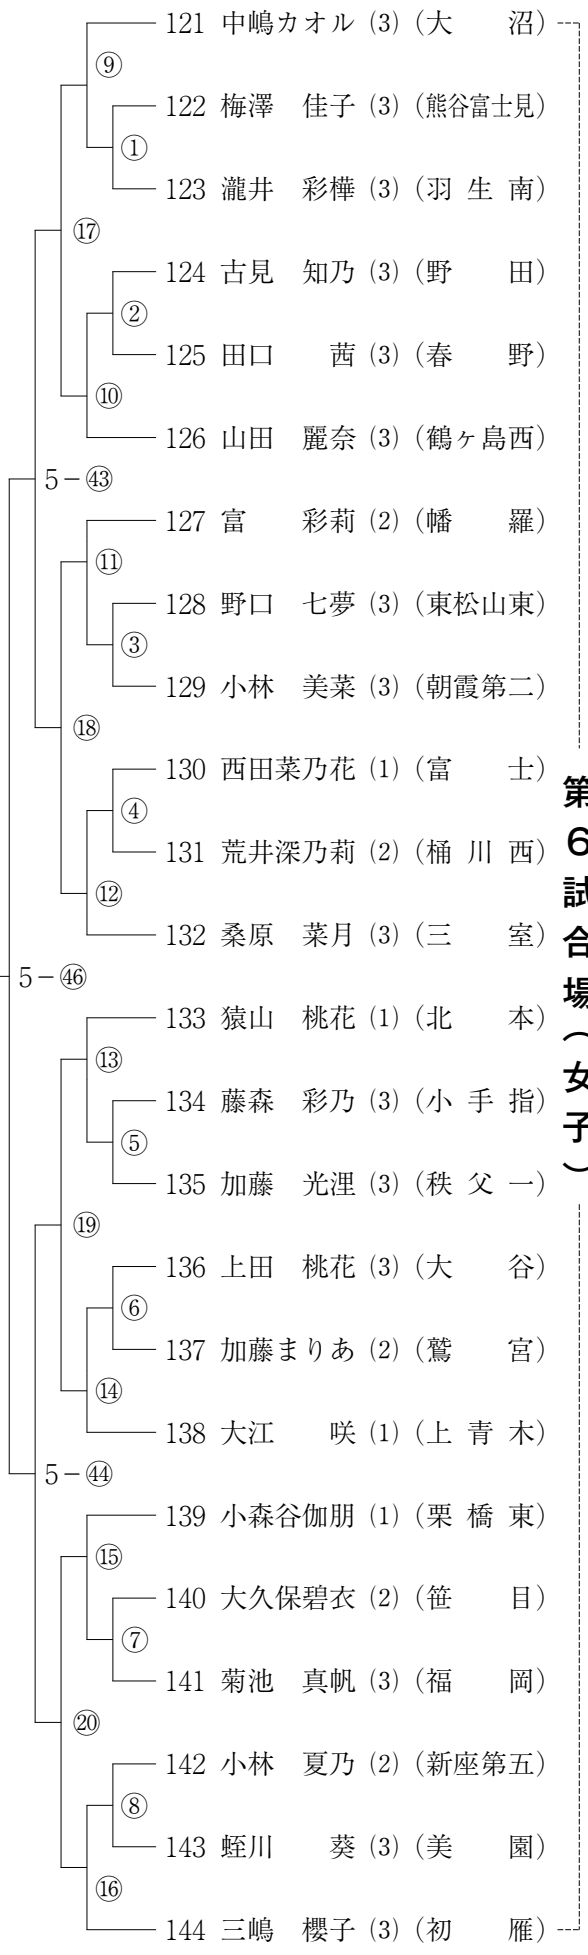 121 中嶋カオル (3) (大　沼)
⑨
122 梅澤　佳子 (3) (熊谷富士見)
①
123 瀧井　彩樺 (3) (羽 生 南)
⑰
124 古見　知乃 (3) (野　田)
②
125 田口　　茜 (3) (春　野)
⑩
126 山田　麗奈 (3) (鶴ヶ島西)
5－㊸
127 富　　彩莉 (2) (幡　羅)
⑪
128 野口　七夢 (3) (東松山東)
③
129 小林　美菜 (3) (朝霞第二)
⑱
130 西田菜乃花 (1) (富　士)
④
131 荒井深乃莉 (2) (桶 川 西)
⑫
132 桑原　菜月 (3) (三　室)
5－㊻
133 猿山　桃花 (1) (北　本)
⑬
134 藤森　彩乃 (3) (小 手 指)
⑤
135 加藤　光浬 (3) (秩 父 一)
⑲
136 上田　桃花 (3) (大　谷)
⑥
137 加藤まりあ (2) (鷲　宮)
⑭
138 大江　　咲 (1) (上 青 木)
5－㊹
139 小森谷伽朋 (1) (栗 橋 東)
⑮
140 大久保碧衣 (2) (笹　目)
⑦
141 菊池　真帆 (3) (福　岡)
⑳
142 小林　夏乃 (2) (新座第五)
⑧
143 蛭川　　葵 (3) (美　園)
⑯
144 三嶋　櫻子 (3) (初　雁)
第６試合場（女子）